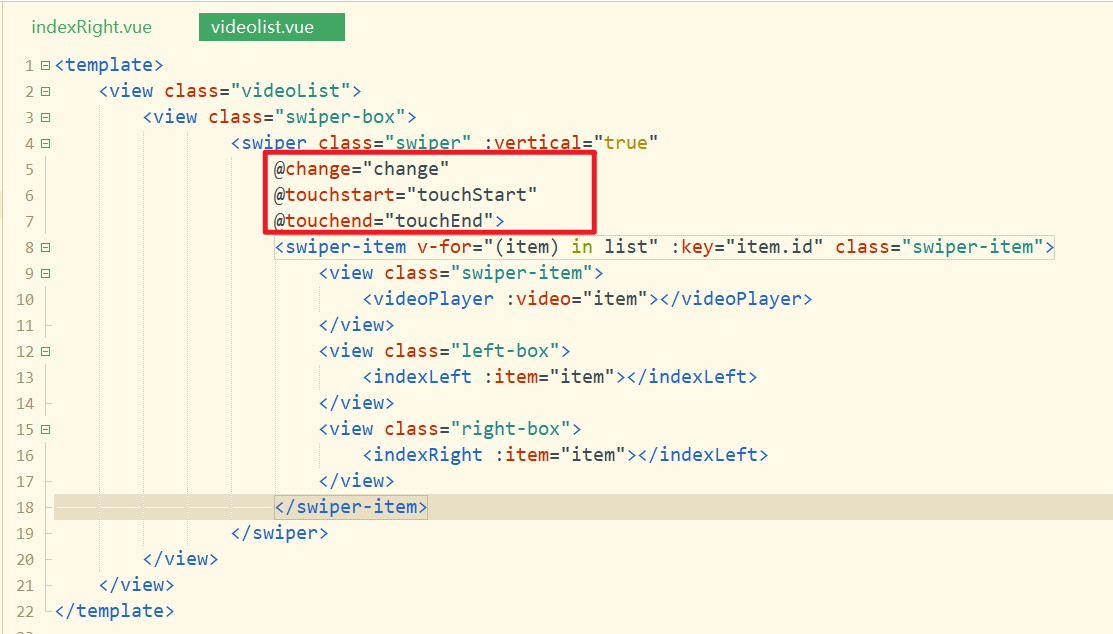 indexRight.vue videolist.vue
1 <template>
2 <view class="videoList">
3 <view class="swiper-box">
4 <swiper class="swiper" :vertical="true"
5 @change="change"
6 @touchstart="touchStart"
7 @touchend="touchEnd">
8 <swiper-item v-for="(item) in list" :key="item.id" class="swiper-item">
9 <view class="swiper-item">
10 <videoPlayer :video="item"></videoPlayer>
11 </view>
12 <view class="left-box">
13 <indexLeft :item="item"></indexLeft>
14 </view>
15 <view class="right-box">
16 <indexRight :item="item"></indexLeft>
17 </view>
18 </swiper-item>
19 </swiper>
20 </view>
21 </view>
22 </template>